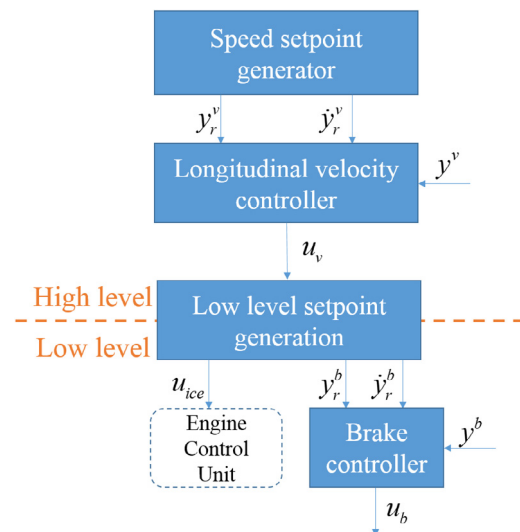 Speed setpoint
generator
y_r^v ẏ_r^v
Longitudinal velocity
controller
y^v
u_v
High level
Low level setpoint
generation
Low level
u_ice y_r^b ẏ_r^b
Engine
Control
Unit
Brake
controller
y^b
u_b